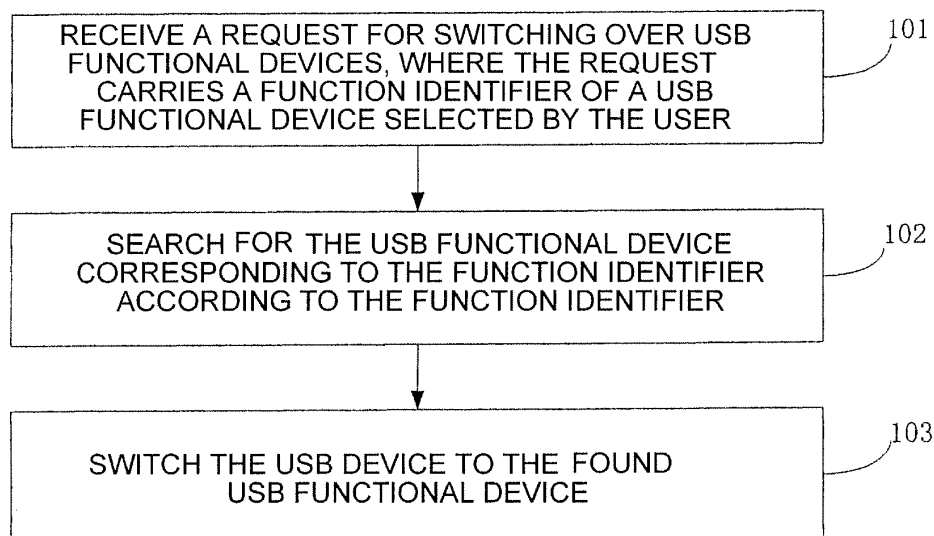 RECEIVE A REQUEST FOR SWITCHING OVER USB
FUNCTIONAL DEVICES, WHERE THE REQUEST
CARRIES A FUNCTION IDENTIFIER OF A USB
FUNCTIONAL DEVICE SELECTED BY THE USER
101
SEARCH FOR THE USB FUNCTIONAL DEVICE
CORRESPONDING TO THE FUNCTION IDENTIFIER
ACCORDING TO THE FUNCTION IDENTIFIER
102
SWITCH THE USB DEVICE TO THE FOUND
USB FUNCTIONAL DEVICE
103